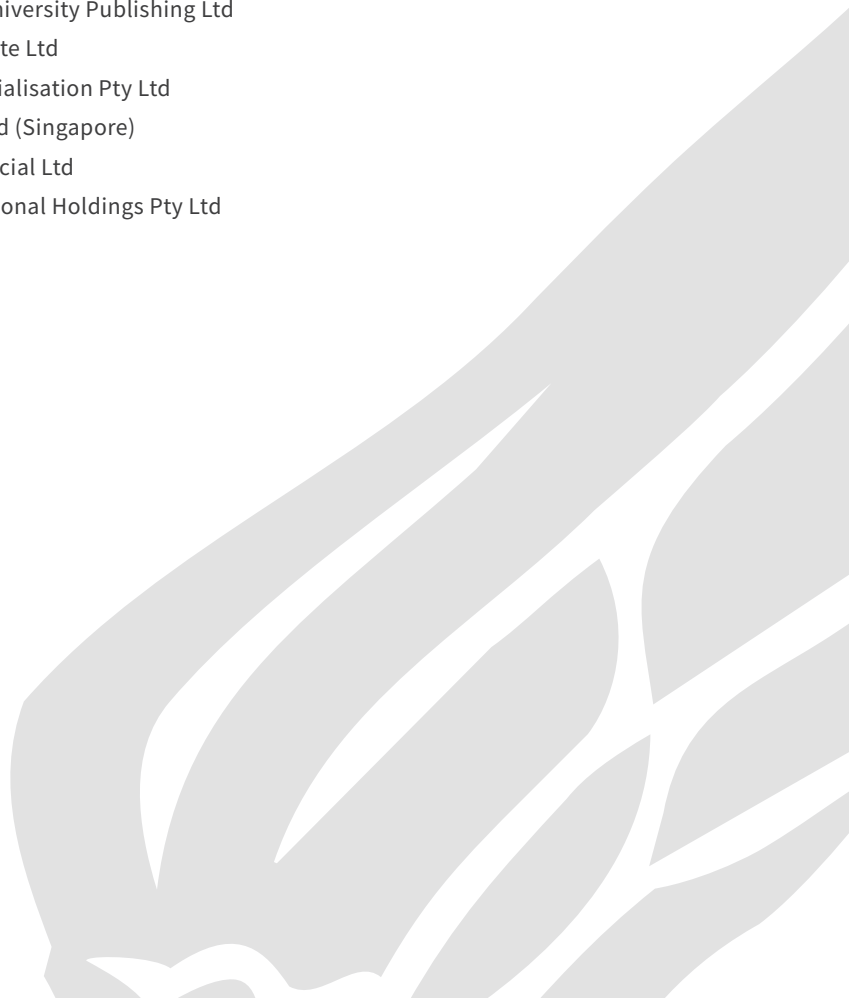 niversity Publishing Ltd
te Ltd
ialisation Pty Ltd
d (Singapore)
cial Ltd
onal Holdings Pty Ltd